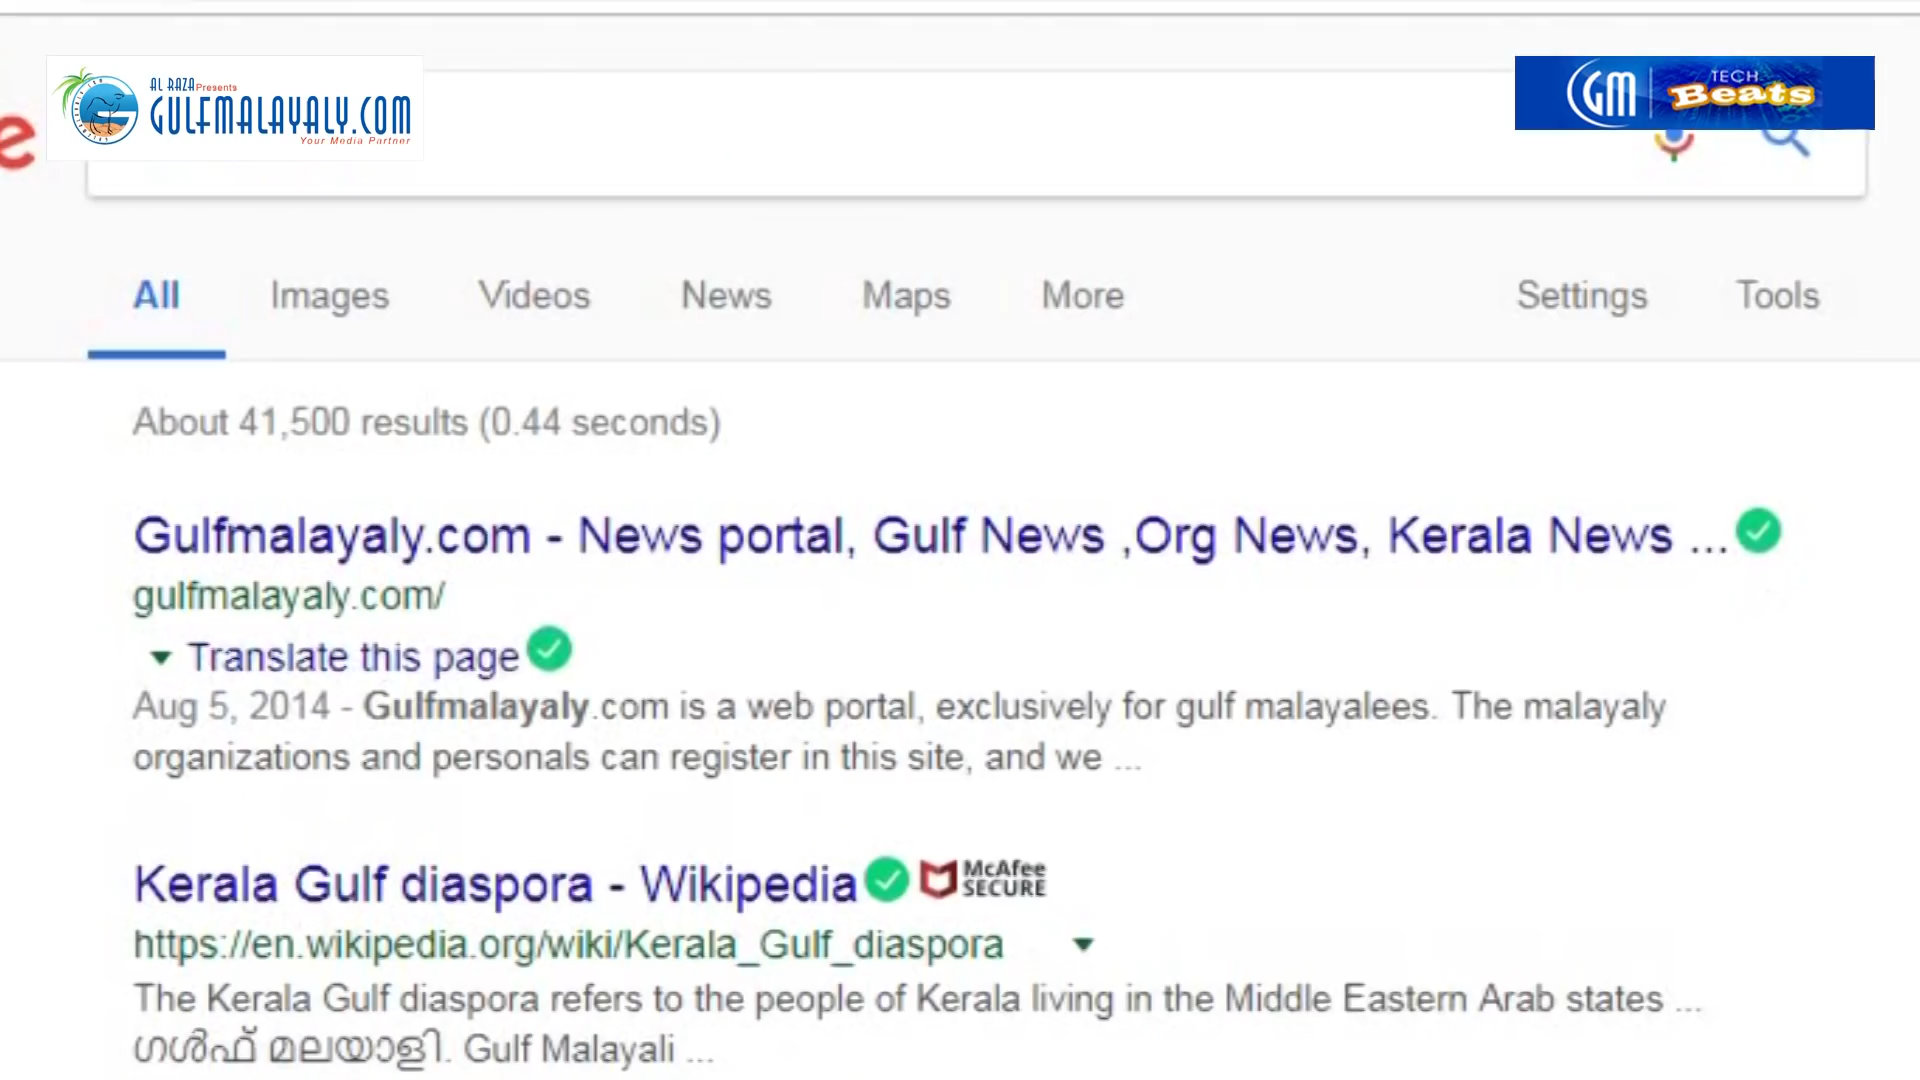 AL RAZA Presents
GULFMALAYALY.COM
Your Media Partner
GM TECH Beats
e
All Images Videos News Maps More Settings Tools
About 41,500 results (0.44 seconds)
Gulfmalayaly.com - News portal, Gulf News ,Org News, Kerala News ...
gulfmalayaly.com/
Translate this page
Aug 5, 2014 - Gulfmalayaly.com is a web portal, exclusively for gulf malayalees. The malayaly
organizations and personals can register in this site, and we ...
Kerala Gulf diaspora - Wikipedia McAfee SECURE
https://en.wikipedia.org/wiki/Kerala_Gulf_diaspora
The Kerala Gulf diaspora refers to the people of Kerala living in the Middle Eastern Arab states ...
ഗൾഫ് മലയാളി. Gulf Malayali ...